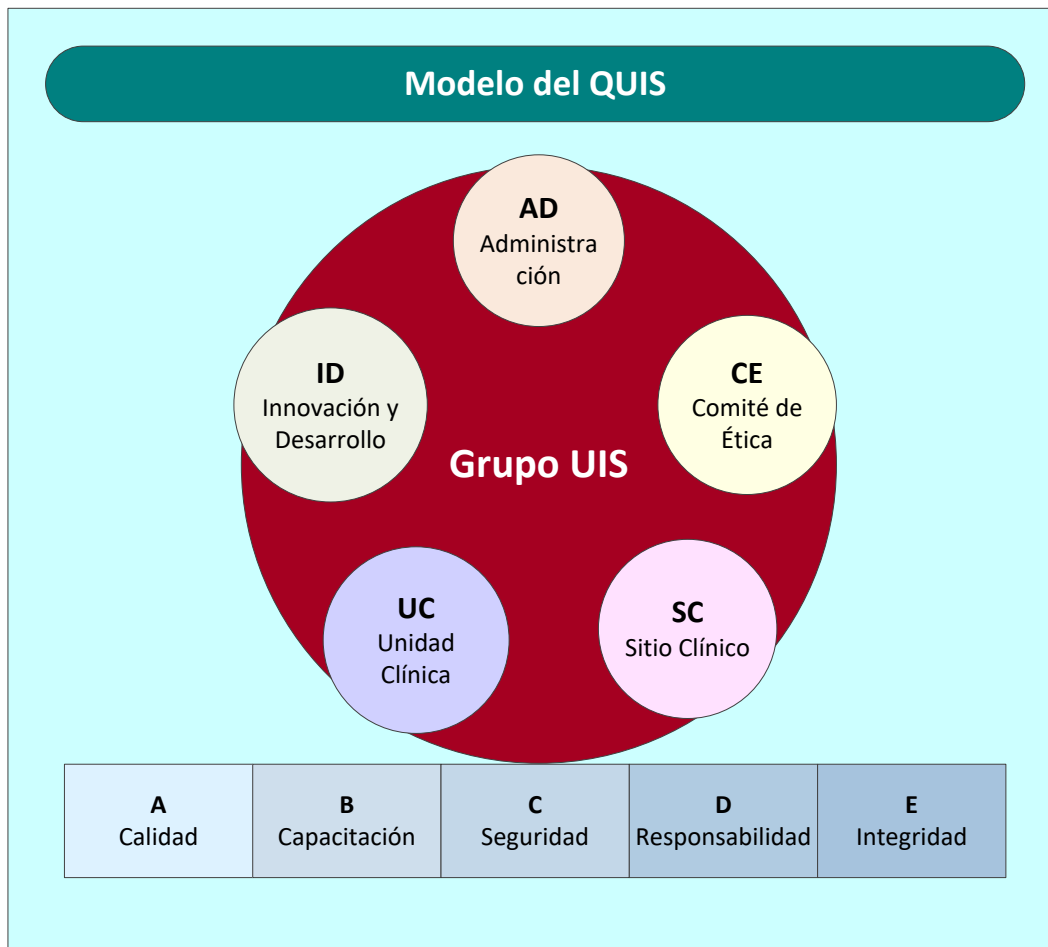 Modelo del QUIS
AD
Administra
ción
ID
Innovación y
Desarrollo
CE
Comité de
Ética
Grupo UIS
UC
Unidad
Clínica
SC
Sitio Clínico
A
Calidad
B
Capacitación
C
Seguridad
D
Responsabilidad
E
Integridad